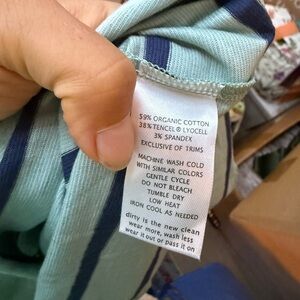 59% ORGANIC COTTON
38% TENCEL® LYOCELL
3% SPANDEX
EXCLUSIVE OF TRIMS
MACHINE WASH COLD
WITH SIMILAR COLORS
GENTLE CYCLE
DO NOT BLEACH
TUMBLE DRY
LOW HEAT
IRON COOL AS NEEDED
dirty is the new clean
wear more, wash less
wear it out or pass it on